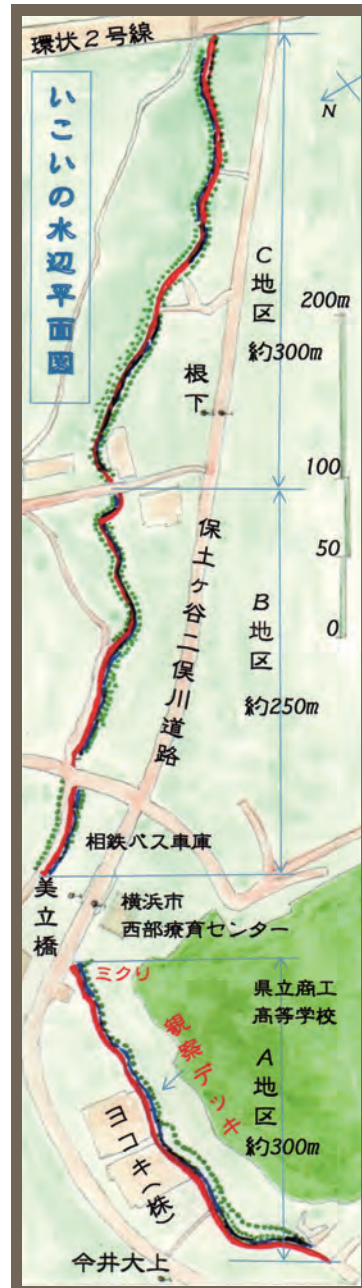 環状2号線
いこいの水辺平面図
N
C地区
約300m
200m
根下
100
50
0
保土ヶ谷二俣川道路
B地区
約250m
相鉄バス車庫
美立橋
横浜市
西部療育センター
ミクリ
県立商工
高等学校
観察デッキ
A地区
約300m
ヨコキ(株)
今井大上